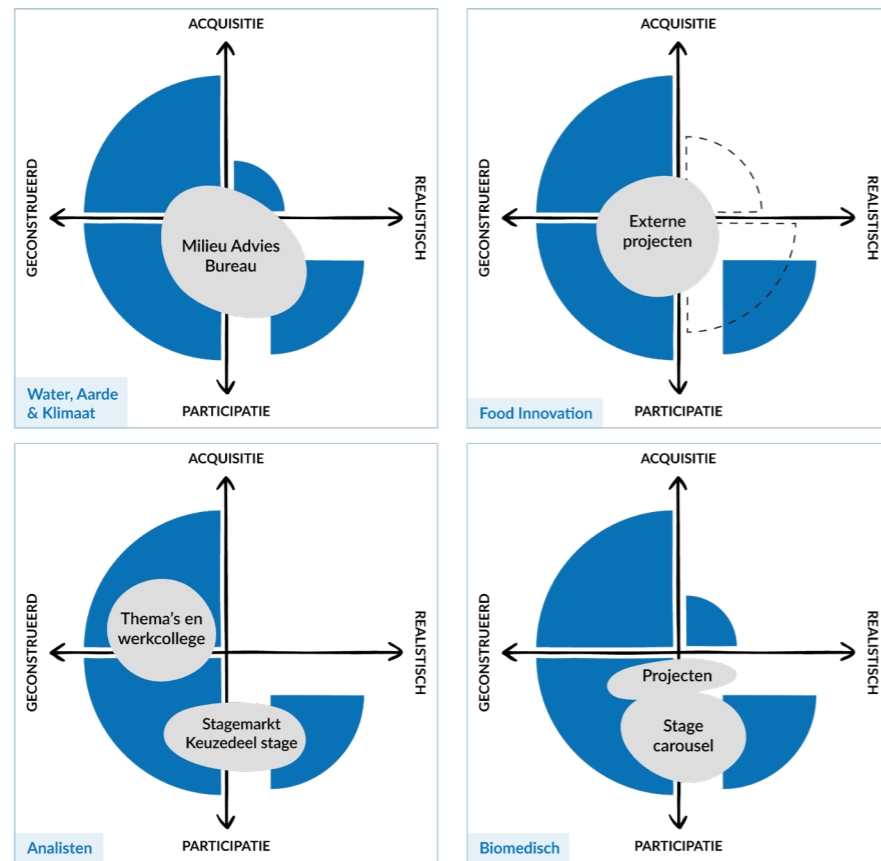 ACQUISITIE
GECONSTRUEERD
REALISTISCH
Milieu Advies
Bureau
PARTICIPATIE
Water, Aarde
& Klimaat
ACQUISITIE
GECONSTRUEERD
REALISTISCH
Externe
projecten
PARTICIPATIE
Food Innovation
ACQUISITIE
GECONSTRUEERD
REALISTISCH
Thema's en
werkcollege
Stagemarkt
Keuzedeel stage
PARTICIPATIE
Analisten
ACQUISITIE
GECONSTRUEERD
REALISTISCH
Projecten
Stage
carousel
PARTICIPATIE
Biomedisch